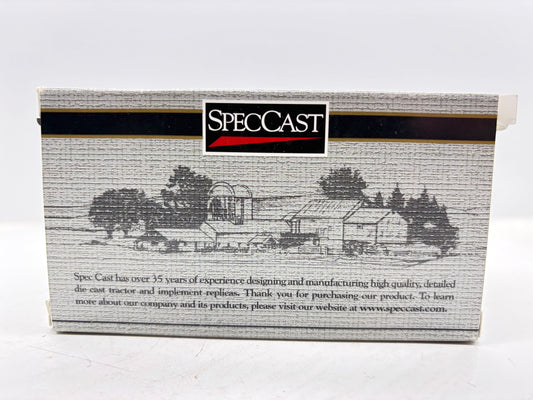 SPECCAST
Spec Cast has over 35 years of experience designing and manufacturing high quality, detailed
die cast tractor and implement replicas. Thank you for purchasing our product. To learn
more about our company and its products, please visit our website at www.speccast.com.